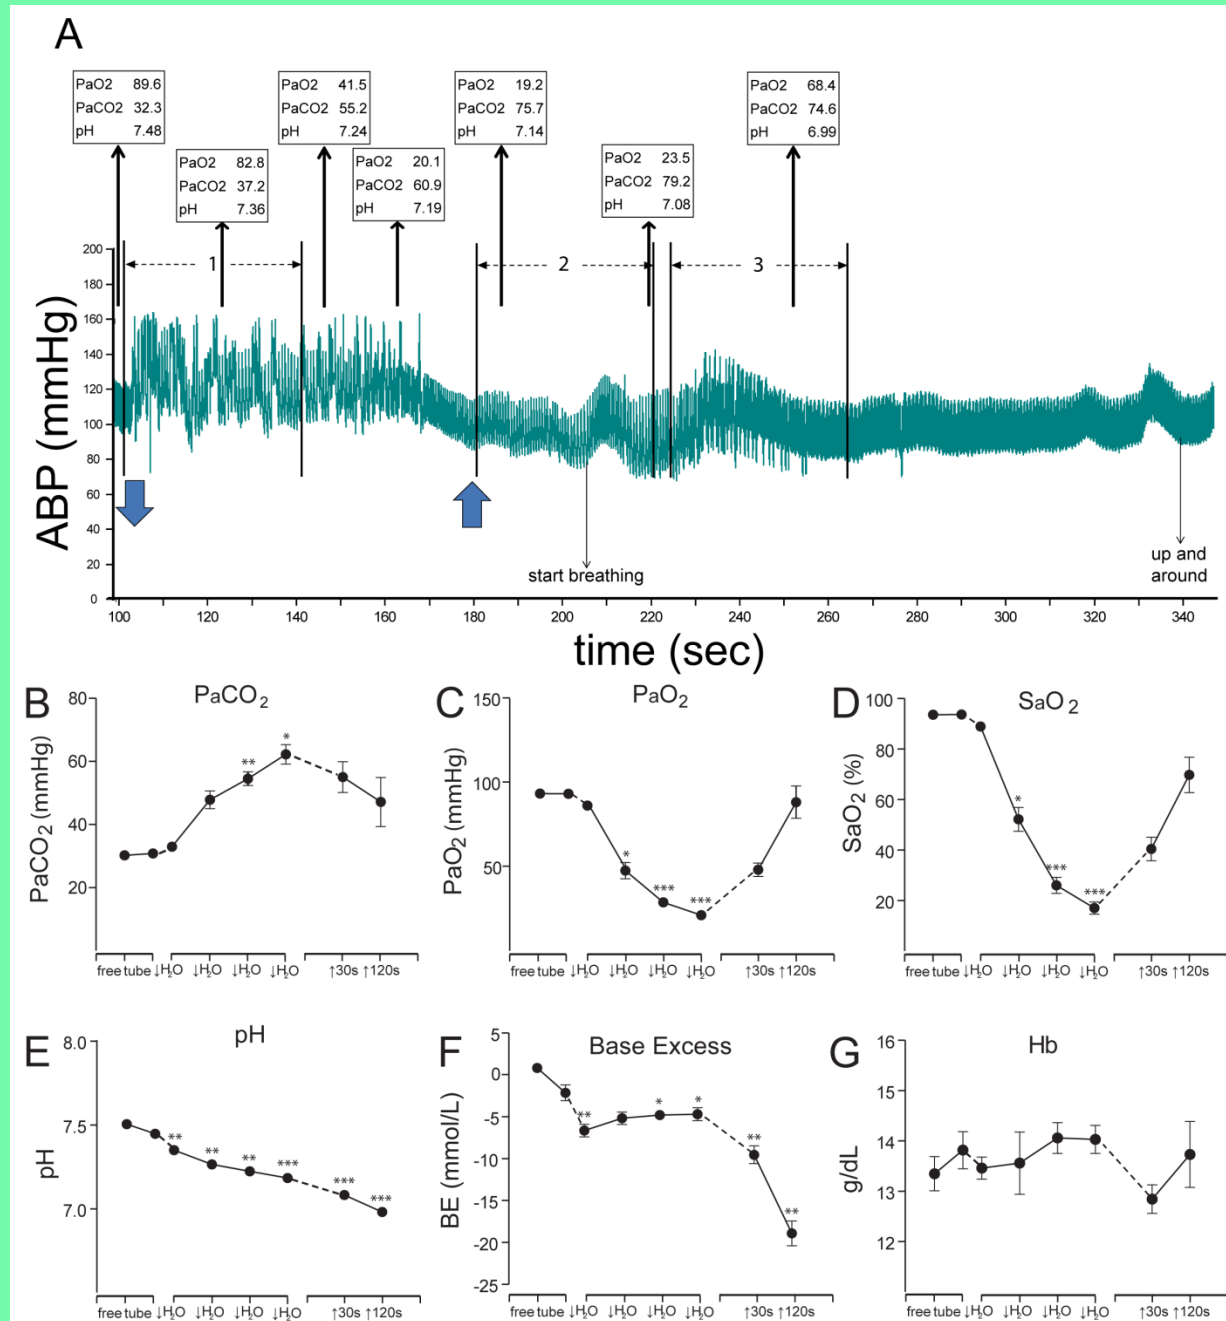 A
PaO2 89.6
PaCO2 32.3
pH 7.48
PaO2 82.8
PaCO2 37.2
pH 7.36
PaO2 41.5
PaCO2 55.2
pH 7.24
PaO2 20.1
PaCO2 60.9
pH 7.19
PaO2 19.2
PaCO2 75.7
pH 7.14
PaO2 23.5
PaCO2 79.2
pH 7.08
PaO2 68.4
PaCO2 74.6
pH 6.99
ABP (mmHg)
200
180
160
140
120
100
80
60
40
20
0
1
2
3
start breathing
up and
around
100 120 140 160 180 200 220 240 260 280 300 320 340
time (sec)
B
PaCO₂
PaCO₂ (mmHg)
80
60
40
20
** *
free tube ↓H₂O ↓H₂O ↓H₂O ↓H₂O ↑30s ↑120s
C
PaO₂
PaO₂ (mmHg)
150
100
50
* *** ***
free tube ↓H₂O ↓H₂O ↓H₂O ↓H₂O ↑30s ↑120s
D
SaO₂
SaO₂ (%)
100
80
60
40
20
* *** ***
free tube ↓H₂O ↓H₂O ↓H₂O ↓H₂O ↑30s ↑120s
E
pH
pH
8.0
7.5
7.0
** ** ** *** *** ***
free tube ↓H₂O ↓H₂O ↓H₂O ↓H₂O ↑30s ↑120s
F
Base Excess
BE (mmol/L)
5
0
-5
-10
-15
-20
-25
** * * ** **
free tube ↓H₂O ↓H₂O ↓H₂O ↓H₂O ↑30s ↑120s
G
Hb
g/dL
16
15
14
13
12
free tube ↓H₂O ↓H₂O ↓H₂O ↓H₂O ↑30s ↑120s